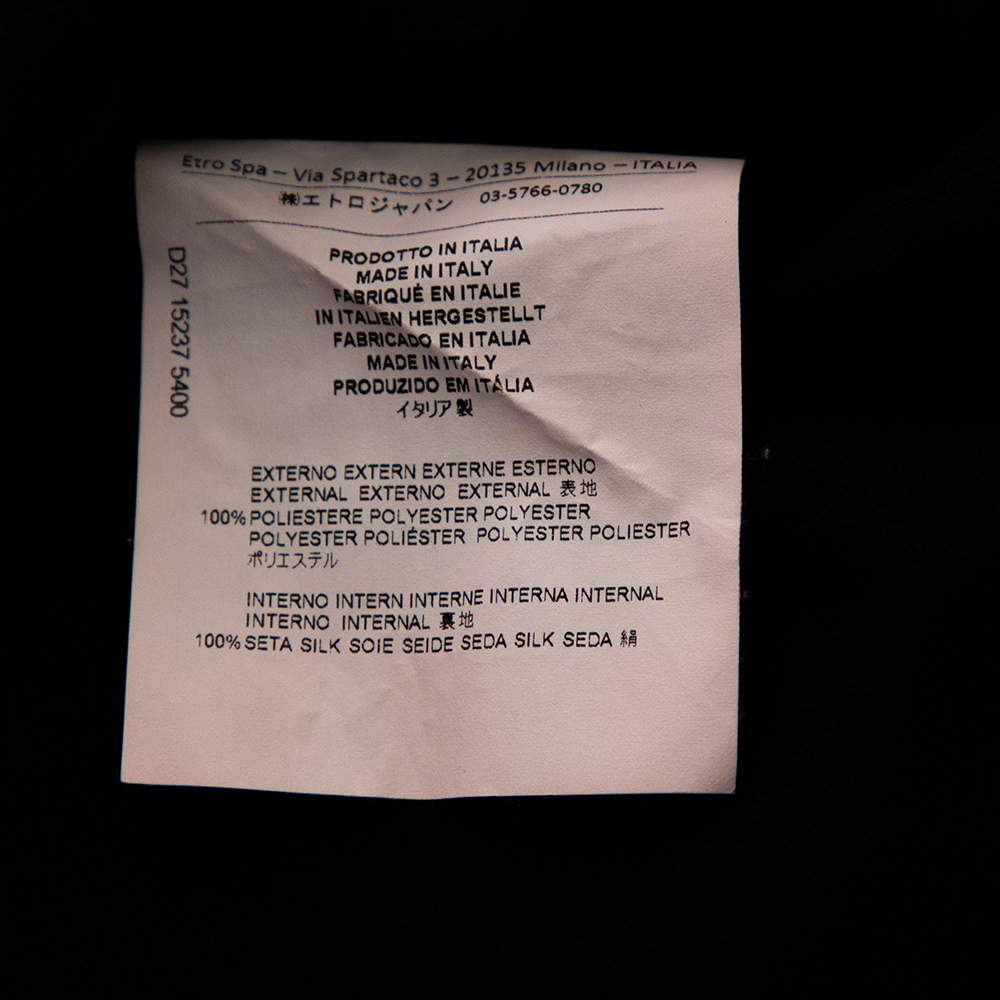 Etro Spa – Via Spartaco 3 – 20135 Milano – ITALIA
㈱エトロジャパン 03-5766-0780
D27 15237 5400
PRODOTTO IN ITALIA
MADE IN ITALY
FABRIQUÉ EN ITALIE
IN ITALIEN HERGESTELLT
FABRICADO EN ITALIA
MADE IN ITALY
PRODUZIDO EM ITÁLIA
イタリア製
EXTERNO EXTERN EXTERNE ESTERNO
EXTERNAL EXTERNO EXTERNAL 表地
100% POLIESTERE POLYESTER POLYESTER
POLYESTER POLIÉSTER POLYESTER POLIESTER
ポリエステル
INTERNO INTERN INTERNE INTERNA INTERNAL
INTERNO INTERNAL 裏地
100% SETA SILK SOIE SEIDE SEDA SILK SEDA 絹